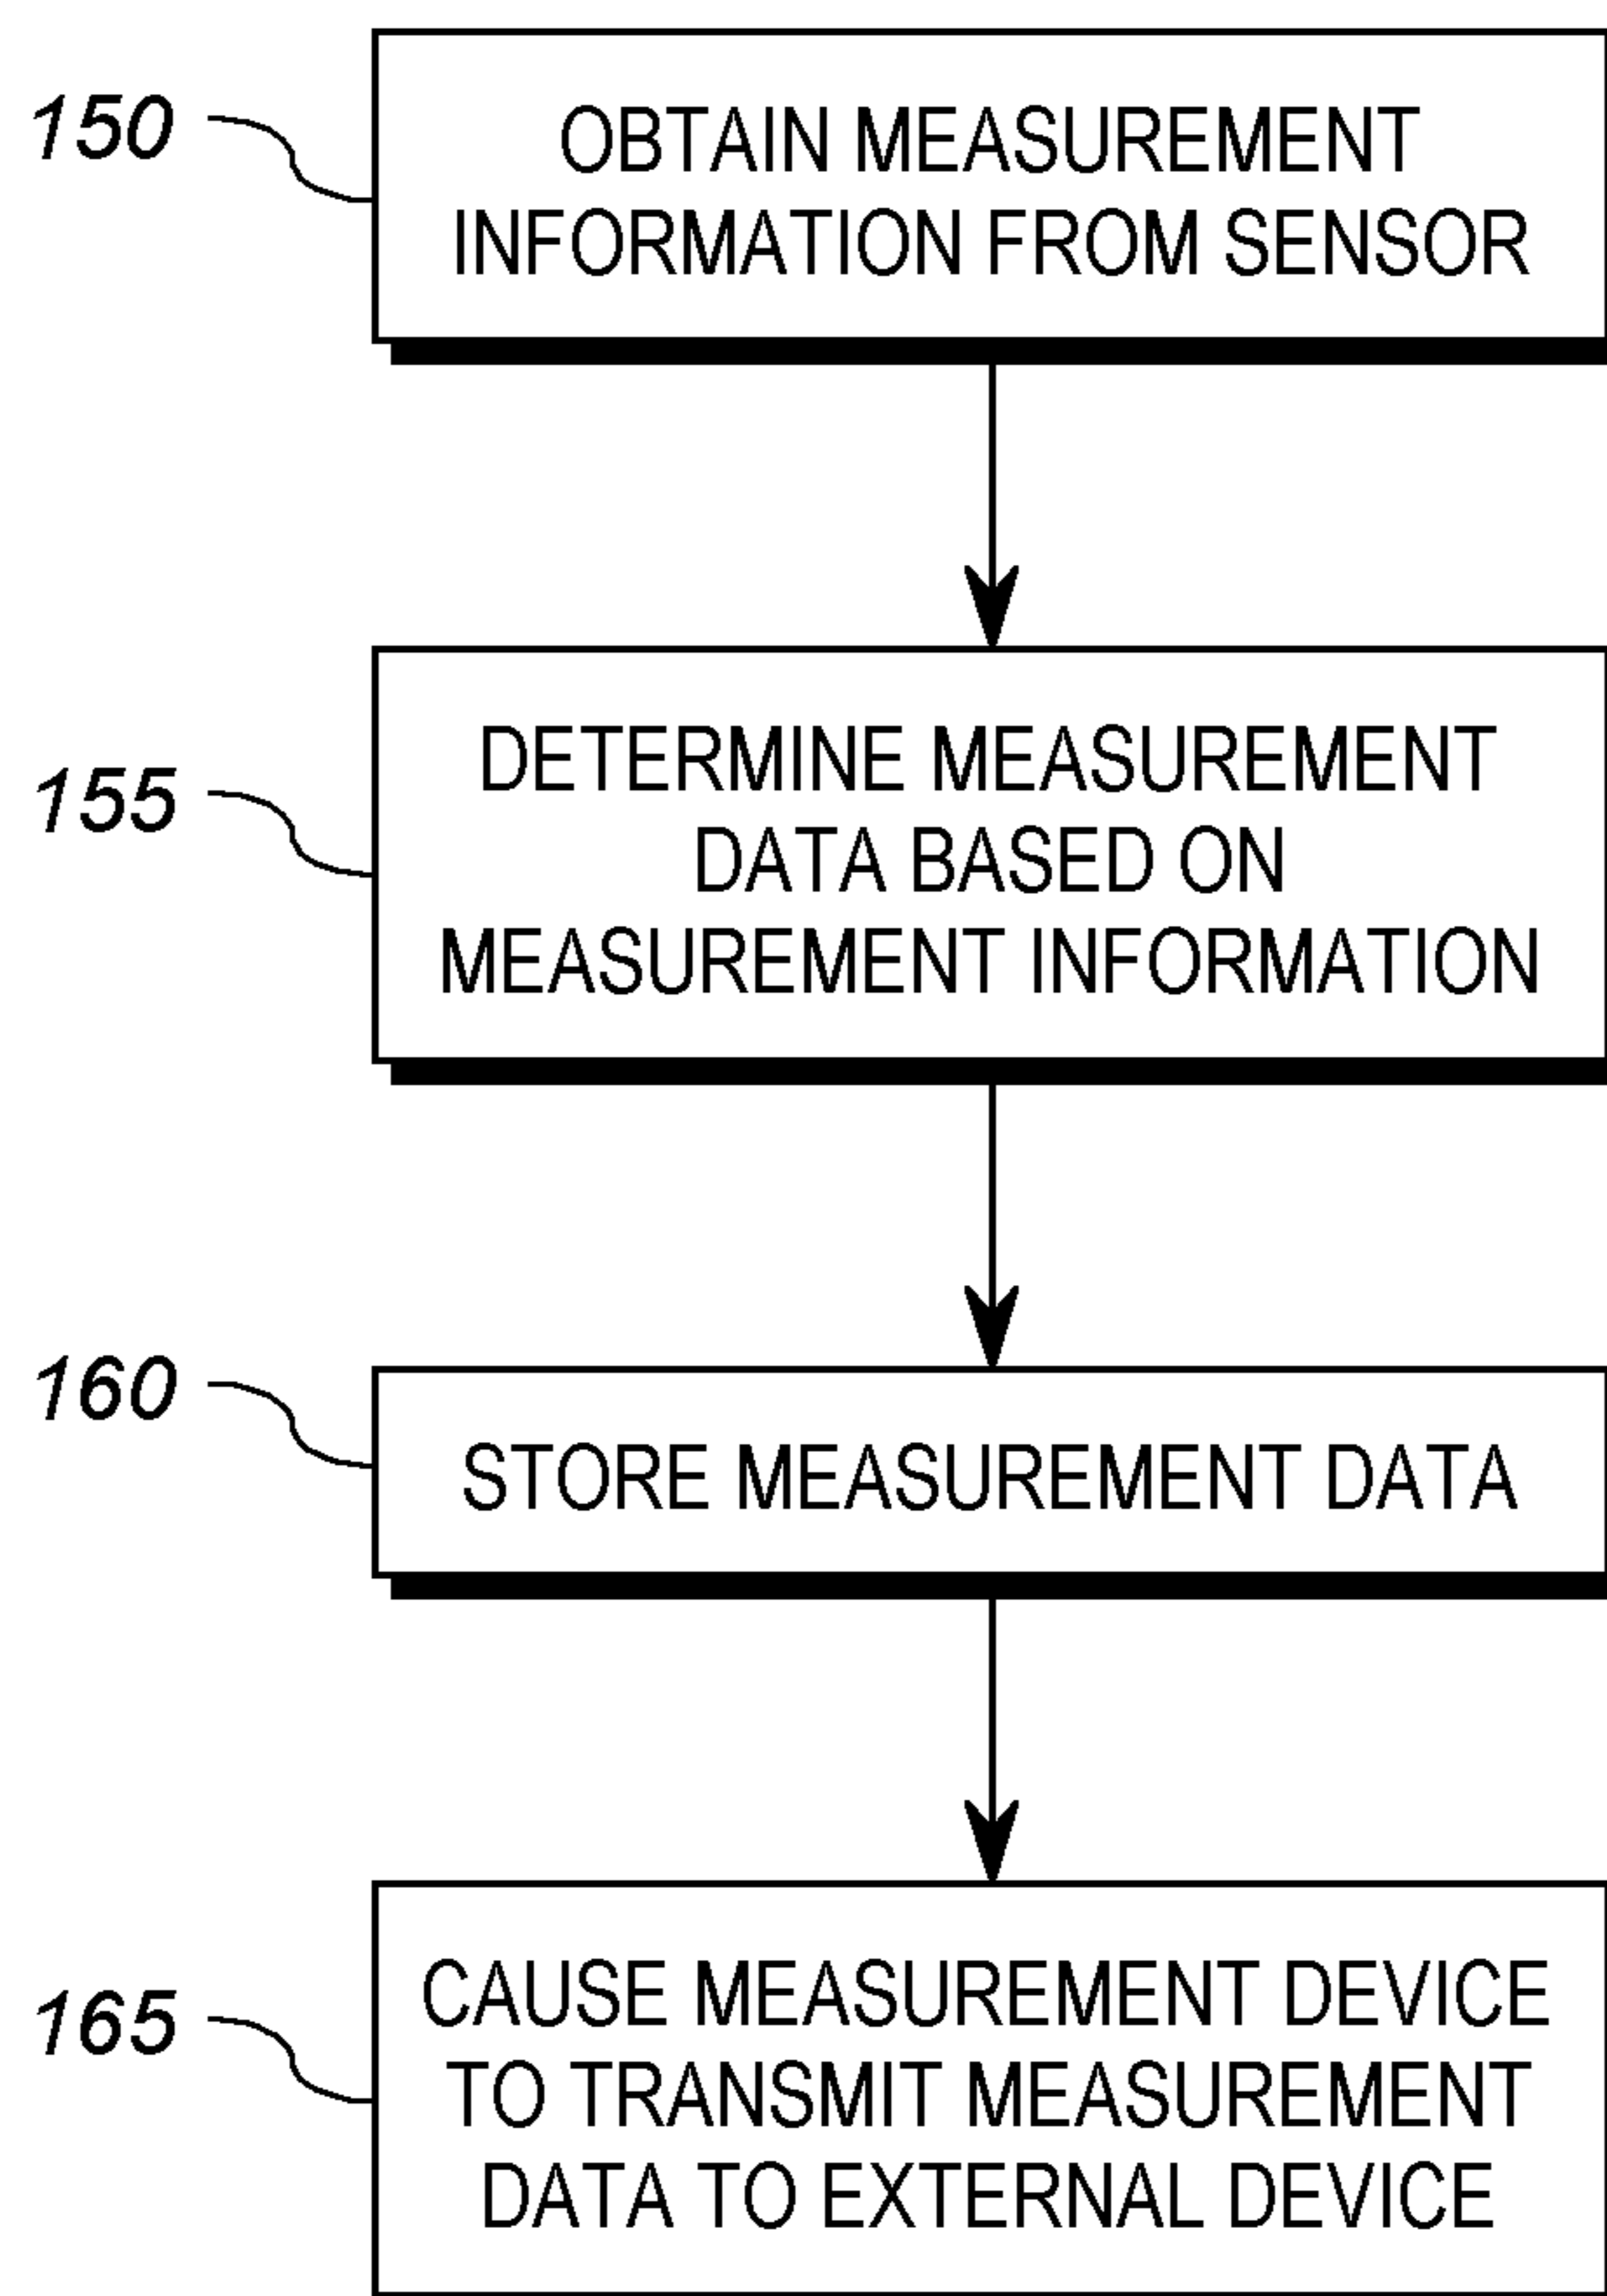 150
OBTAIN MEASUREMENT
INFORMATION FROM SENSOR
155
DETERMINE MEASUREMENT
DATA BASED ON
MEASUREMENT INFORMATION
160
STORE MEASUREMENT DATA
165
CAUSE MEASUREMENT DEVICE
TO TRANSMIT MEASUREMENT
DATA TO EXTERNAL DEVICE